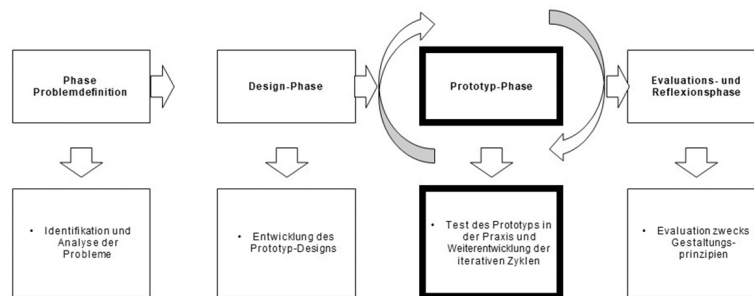 Phase
Problemdefinition
Design-Phase
Prototyp-Phase
Evaluations- und
Reflexionsphase
• Identifikation und
Analyse der
Probleme
• Entwicklung des
Prototyp-Designs
• Test des Prototyps in
der Praxis und
Weiterentwicklung der
iterativen Zyklen
• Evaluation zwecks
Gestaltungs-
prinzipien